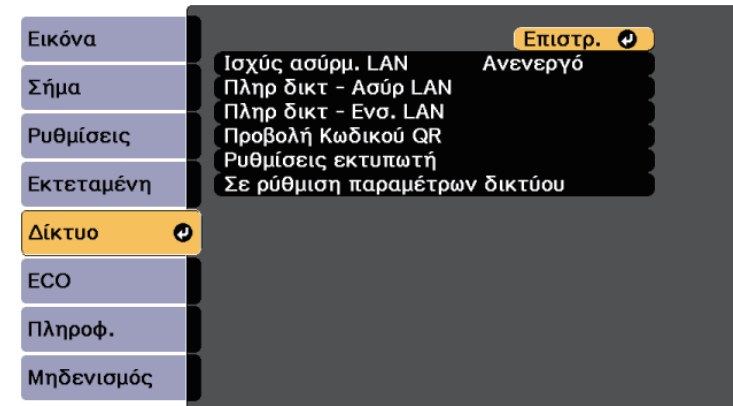 Εικόνα
Σήμα
Ρυθμίσεις
Εκτεταμένη
Δίκτυο
ECO
Πληροφ.
Μηδενισμός
Επιστρ.
Ισχύς ασύρμ. LAN Ανενεργό
Πληρ δικτ - Ασύρ LAN
Πληρ δικτ - Ενσ. LAN
Προβολή Κωδικού QR
Ρυθμίσεις εκτυπωτή
Σε ρύθμιση παραμέτρων δικτύου